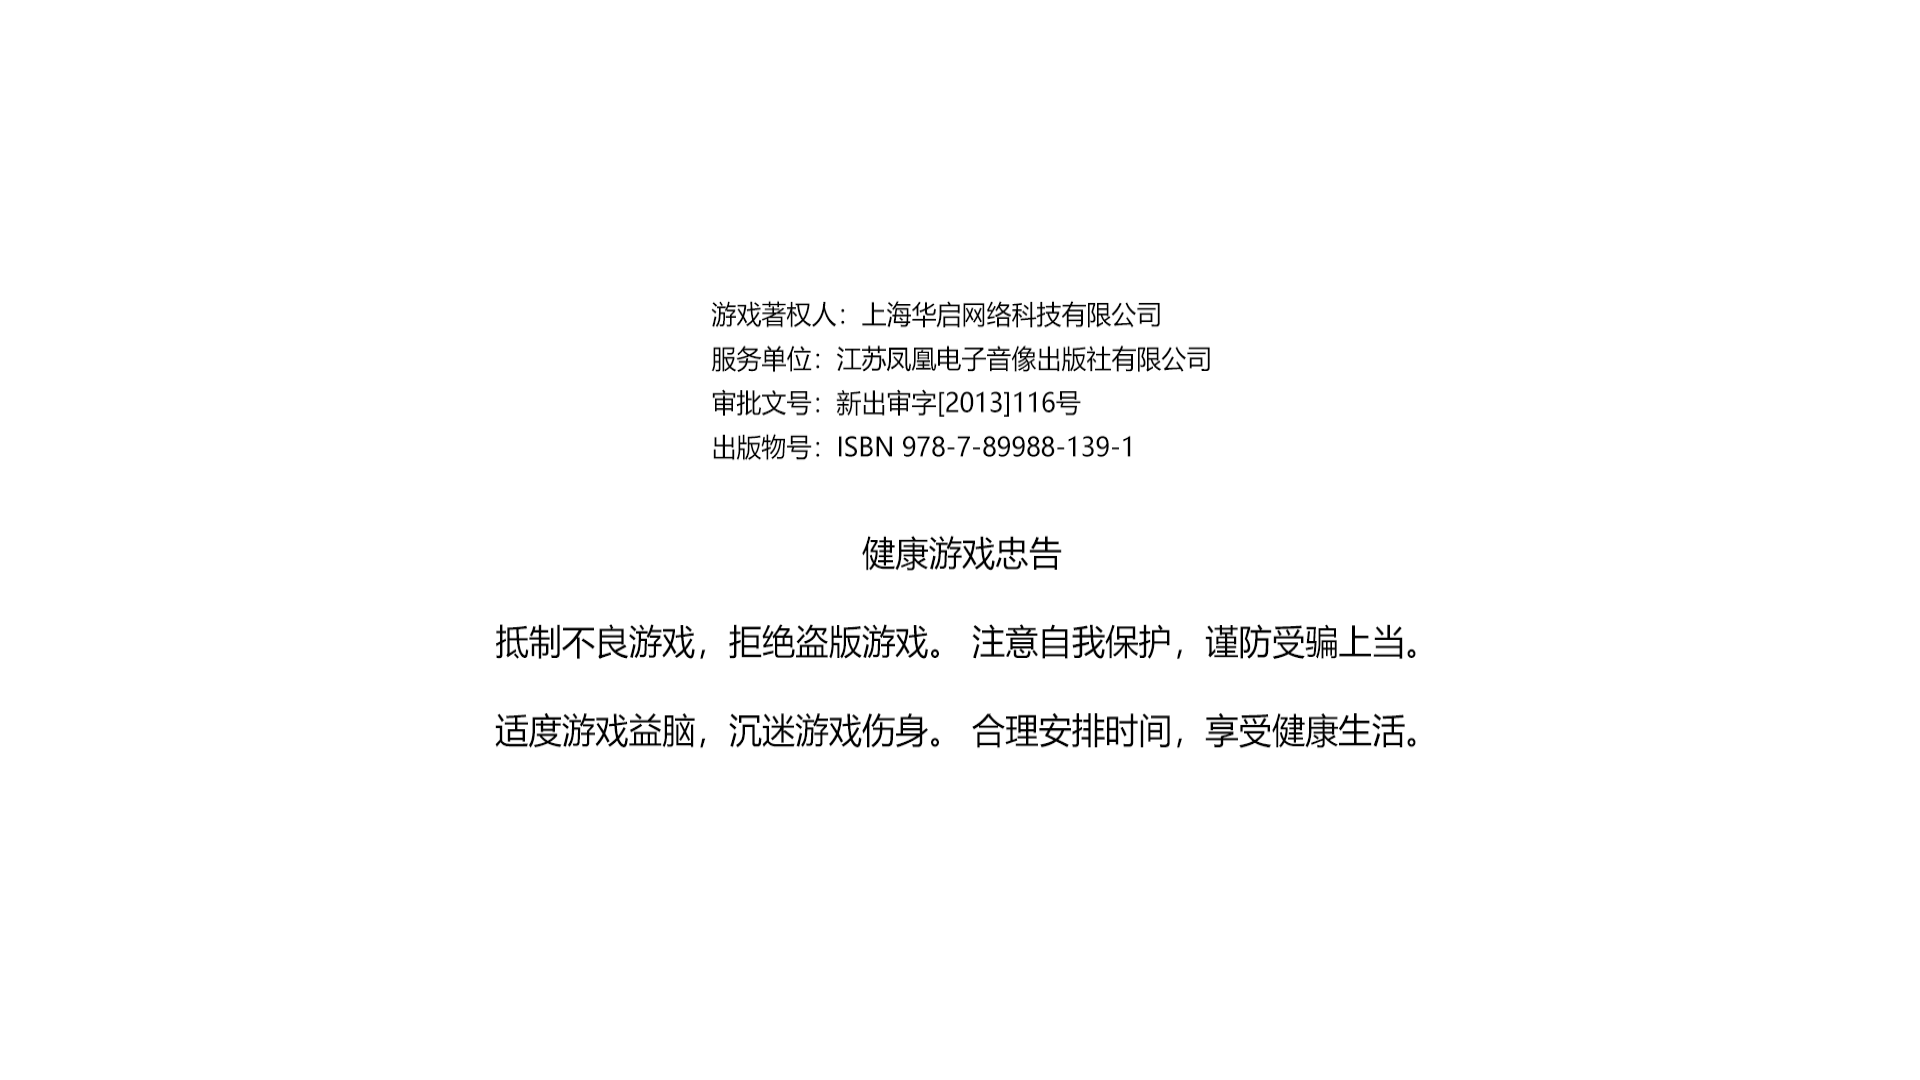 游戏著权人：上海华启网络科技有限公司
服务单位：江苏凤凰电子音像出版社有限公司
审批文号：新出审字[2013]116号
出版物号：ISBN 978-7-89988-139-1
健康游戏忠告
抵制不良游戏，拒绝盗版游戏。 注意自我保护，谨防受骗上当。
适度游戏益脑，沉迷游戏伤身。 合理安排时间，享受健康生活。